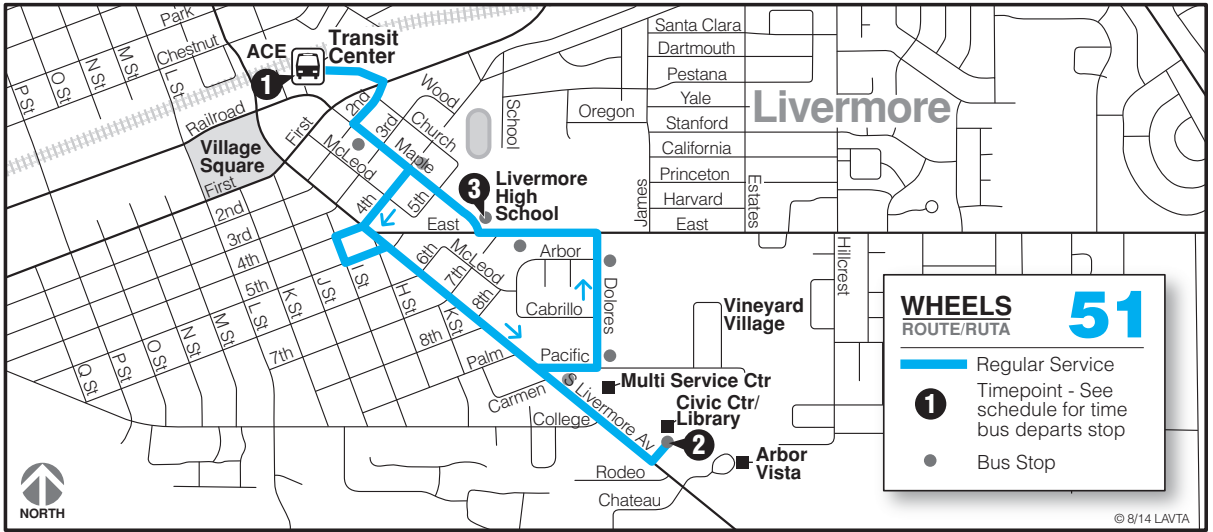 Park
Chestnut
P St
O St
N St
M St
L St
ACE
Transit
Center
1
Railroad
Village
Square
First
First
2nd
3rd
Wood
Church
McLeod
Maple
4th
5th
School
3
Livermore
High
School
East
Oregon
Santa Clara
Dartmouth
Pestana
Yale
Stanford
California
Princeton
Harvard
East
James
Estates
Livermore
Hillcrest
2nd
3rd
4th
5th
7th
Q St
P St
O St
N St
M St
L St
K St
J St
I St
H St
6th
7th
8th
McLeod
K St
8th
Palm
Arbor
Cabrillo
Dolores
Pacific
Vineyard
Village
Multi Service Ctr
Carmen
College
S Livermore Av
Civic Ctr/
Library
2
Arbor
Vista
Rodeo
Chateau
WHEELS
ROUTE/RUTA
51
Regular Service
1
Timepoint - See
schedule for time
bus departs stop
Bus Stop
NORTH
© 8/14 LAVTA